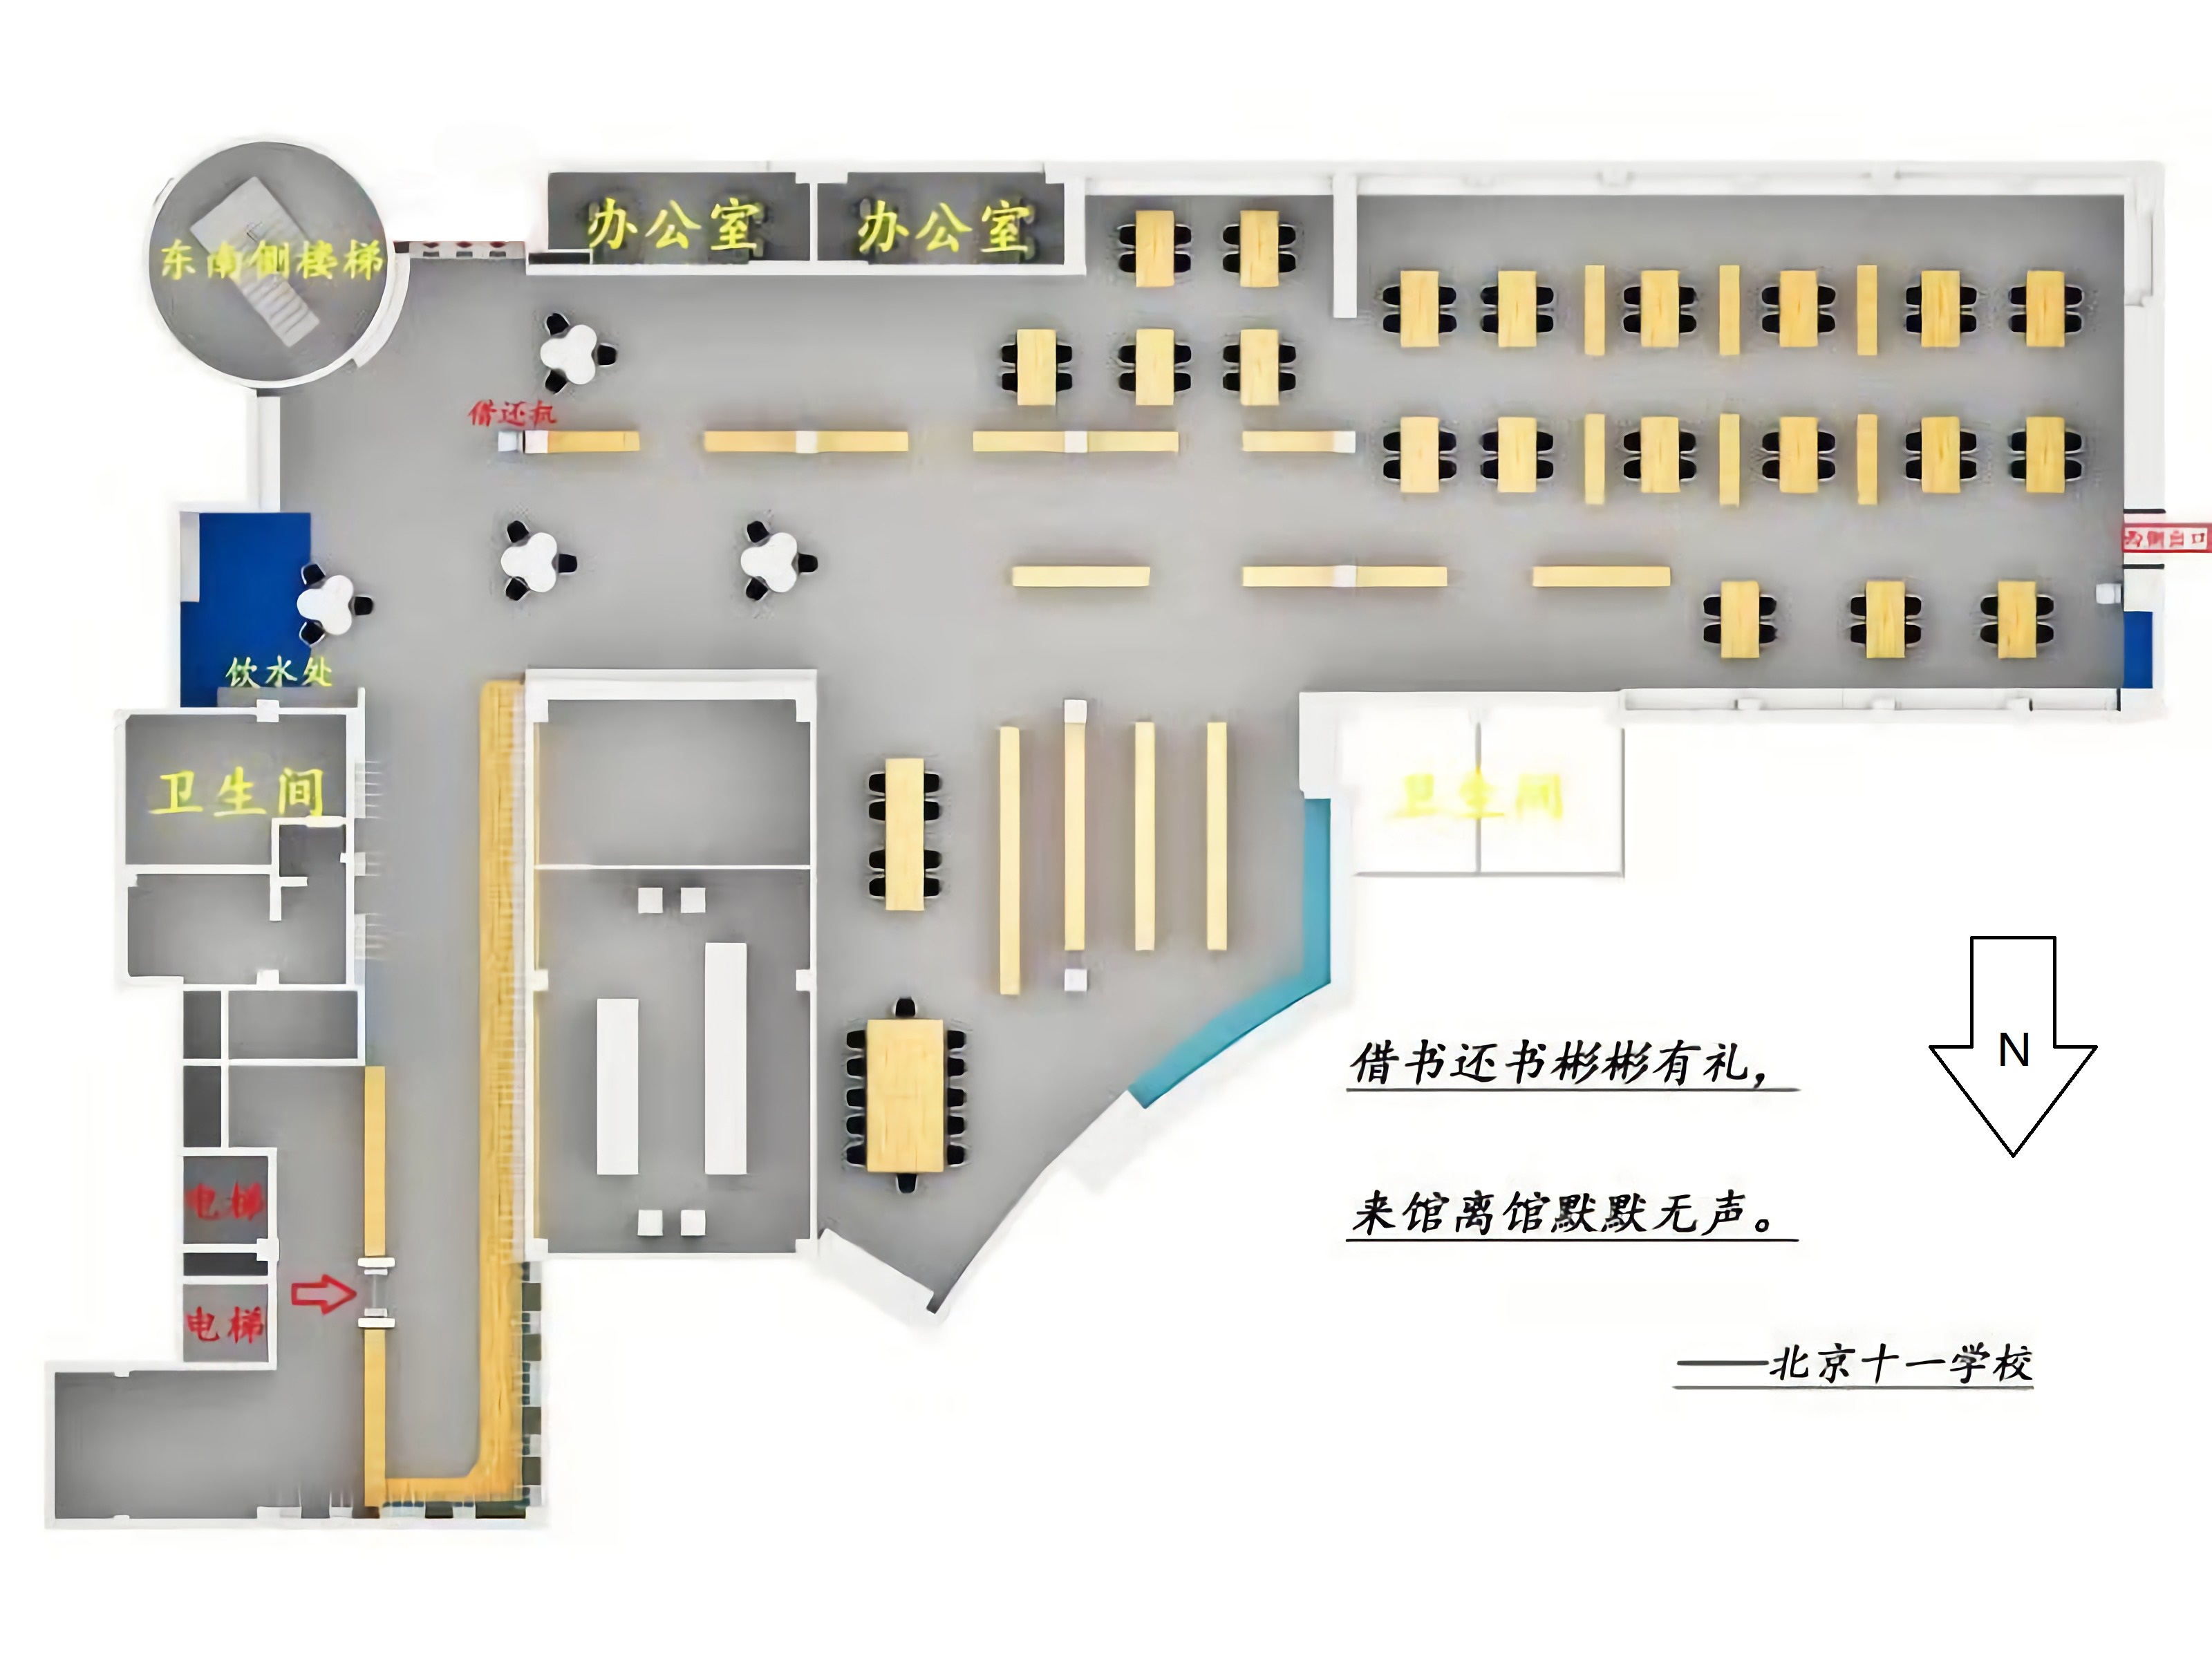 东南侧楼梯
办公室
办公室
借还机
西侧出口
饮水处
卫生间
卫生间
N
借书还书彬彬有礼，
来馆离馆默默无声。
电梯
电梯
——北京十一学校